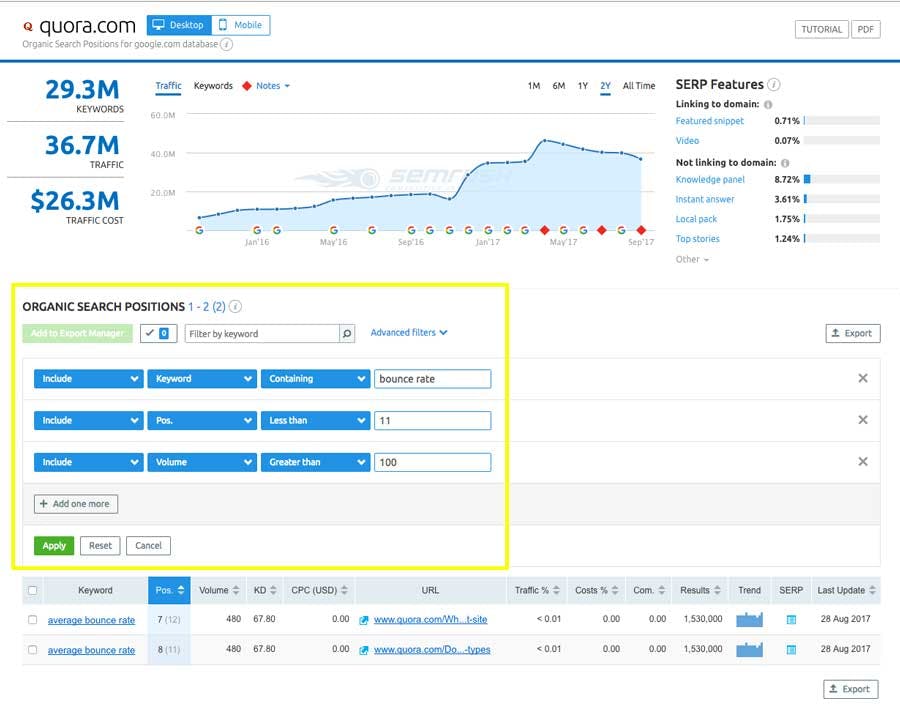 quora.com Desktop Mobile
TUTORIAL PDF
Organic Search Positions for google.com database i
29.3M
KEYWORDS
36.7M
TRAFFIC
$26.3M
TRAFFIC COST
Traffic Keywords Notes 1M 6M 1Y 2Y All Time
60.0M
40.0M
20.0M
semrush
Jan'16 May'16 Sep'16 Jan'17 May'17 Sep'17
SERP Features i
Linking to domain: i
Featured snippet 0.71%
Video 0.07%
Not linking to domain: i
Knowledge panel 8.72%
Instant answer 3.61%
Local pack 1.75%
Top stories 1.24%
Other
ORGANIC SEARCH POSITIONS 1 - 2 (2) i
Add to Export Manager 0 Filter by keyword Advanced filters Export
Include Keyword Containing bounce rate
Include Pos. Less than 11
Include Volume Greater than 100
+ Add one more
Apply Reset Cancel
Keyword Pos. Volume KD CPC (USD) URL Traffic % Costs % Com. Results Trend SERP Last Update
average bounce rate 7 (12) 480 67.80 0.00 www.quora.com/Wh...t-site < 0.01 0.00 0.00 1,530,000 28 Aug 2017
average bounce rate 8 (11) 480 67.80 0.00 www.quora.com/Do...-types < 0.01 0.00 0.00 1,530,000 28 Aug 2017
Export